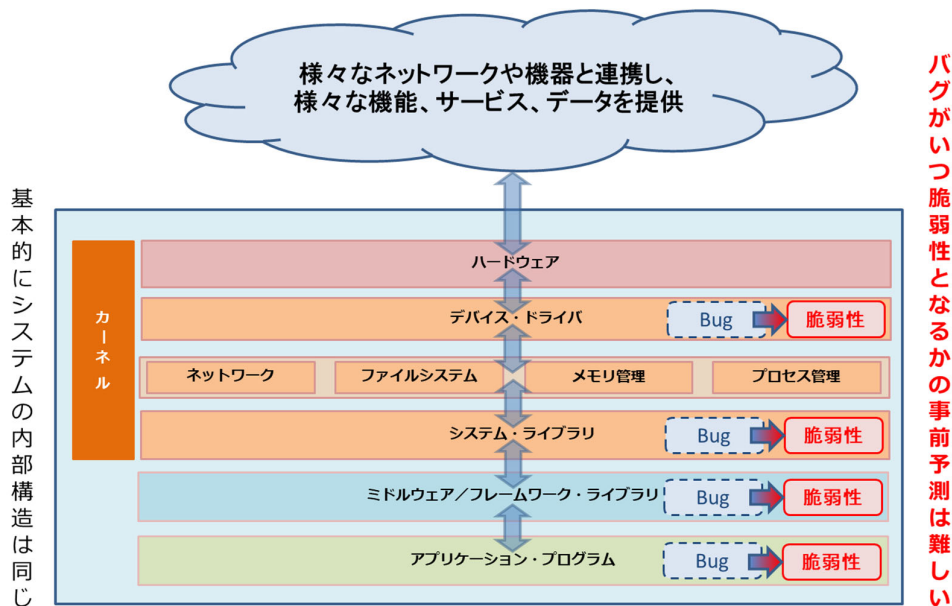 様々なネットワークや機器と連携し、
様々な機能、サービス、データを提供
バグがいつ脆弱性となるかの事前予測は難しい
基本的にシステムの内部構造は同じ
カーネル
ハードウェア
デバイス・ドライバ
Bug
脆弱性
ネットワーク
ファイルシステム
メモリ管理
プロセス管理
システム・ライブラリ
Bug
脆弱性
ミドルウェア／フレームワーク・ライブラリ
Bug
脆弱性
アプリケーション・プログラム
Bug
脆弱性